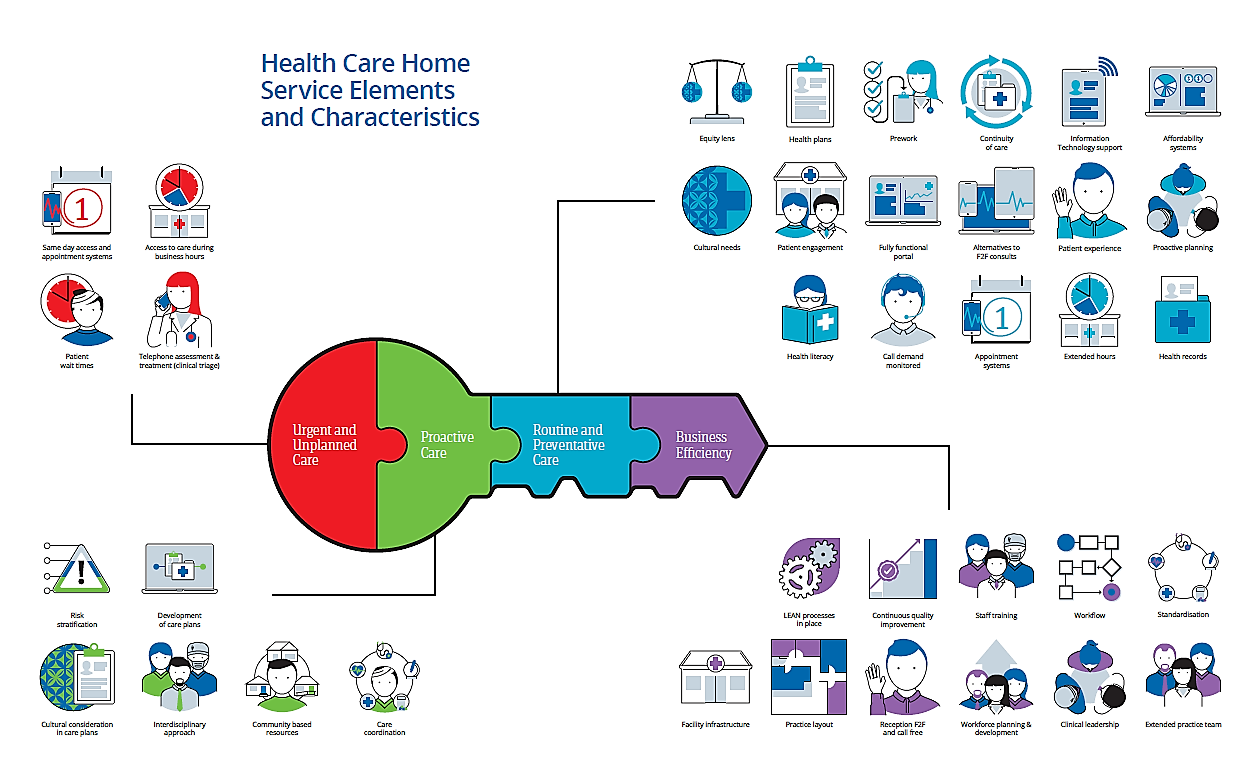 Health Care Home
Service Elements
and Characteristics
Equity lens
Health plans
Prework
Continuity
of care
Information
Technology support
Affordability
systems
1
Same day access and
appointment systems
Access to care during
business hours
Cultural needs
Patient engagement
Fully functional
portal
Alternatives to
F2F consults
Patient experience
Proactive planning
Patient
wait times
Telephone assessment &
treatment (clinical triage)
Health literacy
Call demand
monitored
1
Appointment
systems
Extended hours
Health records
Urgent and
Unplanned
Care
Proactive
Care
Routine and
Preventative
Care
Business
Efficiency
Risk
stratification
Development
of care plans
Cultural consideration
in care plans
Interdisciplinary
approach
Community based
resources
Care
coordination
LEAN processes
in place
Continuous quality
improvement
Staff training
Workflow
Standardisation
Facility infrastructure
Practice layout
Reception F2F
and call free
Workforce planning &
development
Clinical leadership
Extended practice team